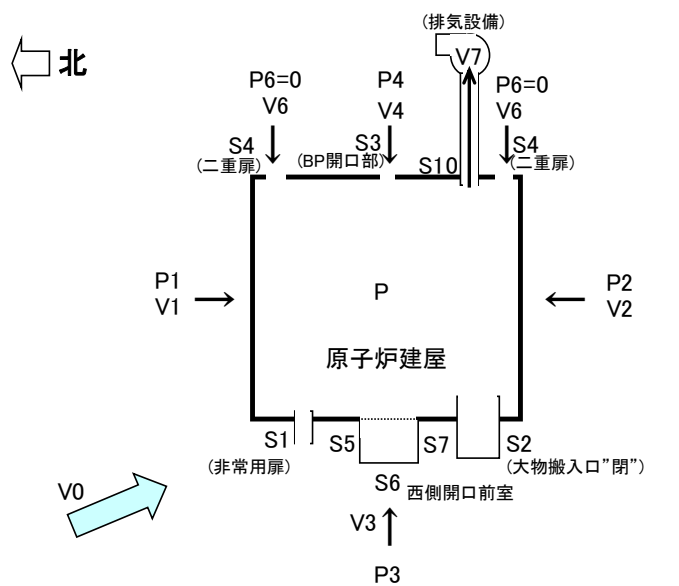 (排気設備)
北
V7
P6=0
V6
P4
V4
P6=0
V6
S4
(二重扉)
S3
(BP開口部)
S10
S4
(二重扉)
P1
V1
P
P2
V2
原子炉建屋
S1
(非常用扉)
S5
S7
S2
(大物搬入口”閉”)
S6
西側開口前室
V0
V3
P3